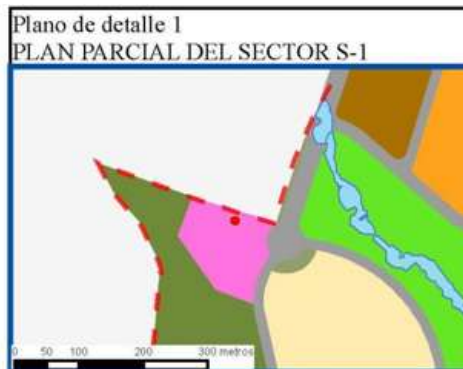 Plano de detalle 1
PLAN PARCIAL DEL SECTOR S-1
0 50 100 200 300 metros